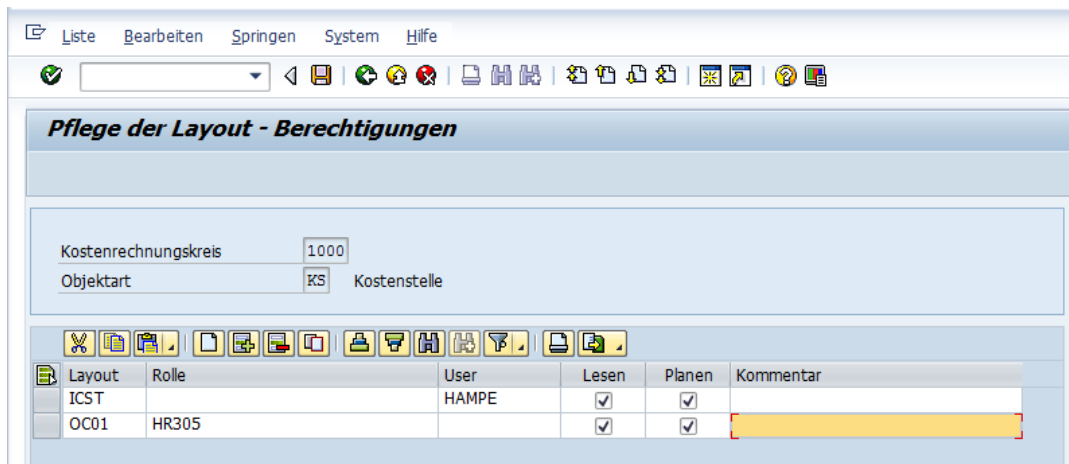 Liste Bearbeiten Springen System Hilfe
Pflege der Layout - Berechtigungen
Kostenrechnungskreis 1000
Objektart KS Kostenstelle
Layout Rolle User Lesen Planen Kommentar
ICST HAMPE
OC01 HR305